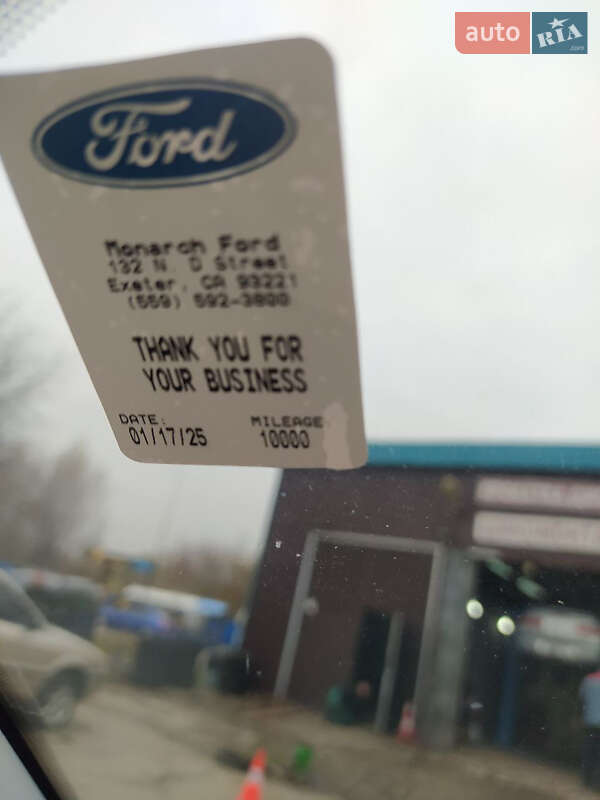 auto RIA .com
Ford
Monarch Ford
132 N. D Street
Exeter, CA 93221
(559) 592-3800
THANK YOU FOR
YOUR BUSINESS
DATE: MILEAGE:
01/17/25 10000